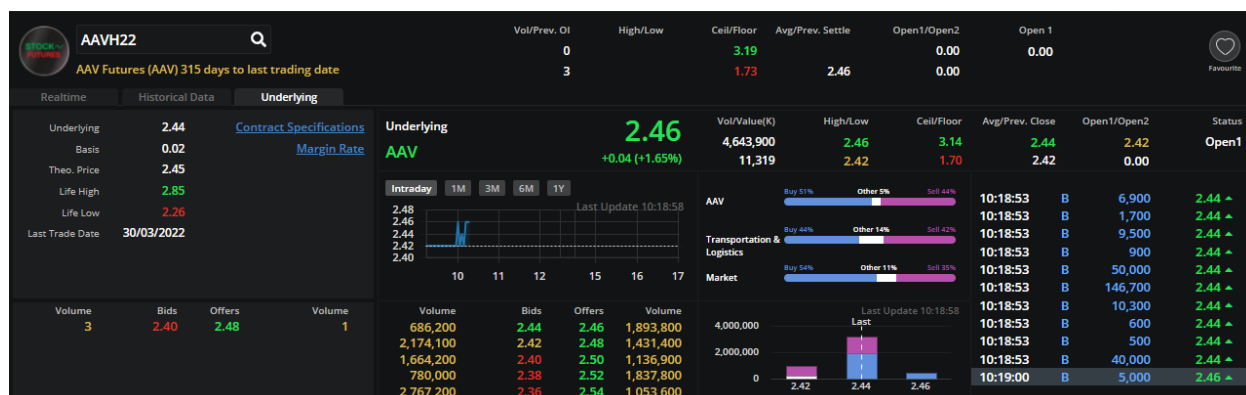 STOCK
FUTURES
AAVH22
AAV Futures (AAV) 315 days to last trading date
Vol/Prev. OI High/Low Ceil/Floor Avg/Prev. Settle Open1/Open2 Open 1
0 3.19 0.00 0.00
3 1.73 2.46 0.00
Favourite
Realtime Historical Data Underlying
Underlying 2.44 Contract Specifications
Basis 0.02 Margin Rate
Theo. Price 2.45
Life High 2.85
Life Low 2.26
Last Trade Date 30/03/2022
Volume Bids Offers Volume
3 2.40 2.48 1
Underlying 2.46
AAV +0.04 (+1.65%)
Vol/Value(K) High/Low Ceil/Floor Avg/Prev. Close Open1/Open2 Status
4,643,900 2.46 3.14 2.44 2.42 Open1
11,319 2.42 1.70 2.42 0.00
Intraday 1M 3M 6M 1Y
Last Update 10:18:58
2.48
2.46
2.44
2.42
2.40
10 11 12 15 16 17
Buy 51% Other 5% Sell 44%
AAV
Buy 44% Other 14% Sell 42%
Transportation &
Logistics
Buy 54% Other 11% Sell 35%
Market
Volume Bids Offers Volume
686,200 2.44 2.46 1,893,800
2,174,100 2.42 2.48 1,431,400
1,664,200 2.40 2.50 1,136,900
780,000 2.38 2.52 1,837,800
2,767,200 2.36 2.54 1,053,600
Last Update 10:18:58
Last
4,000,000
2,000,000
0
2.42 2.44 2.46
10:18:53 B 6,900 2.44
10:18:53 B 1,700 2.44
10:18:53 B 9,500 2.44
10:18:53 B 900 2.44
10:18:53 B 50,000 2.44
10:18:53 B 146,700 2.44
10:18:53 B 10,300 2.44
10:18:53 B 600 2.44
10:18:53 B 500 2.44
10:18:53 B 40,000 2.44
10:19:00 B 5,000 2.46